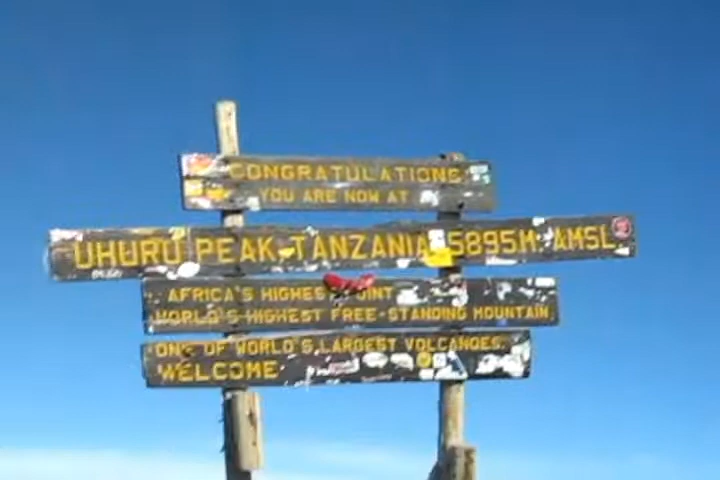 CONGRATULATIONS
YOU ARE NOW AT
UHURU PEAK, TANZANIA, 5895M. AMSL.
AFRICA'S HIGHEST POINT
WORLD'S HIGHEST FREE-STANDING MOUNTAIN,
ONE OF WORLD'S LARGEST VOLCANOES.
WELCOME